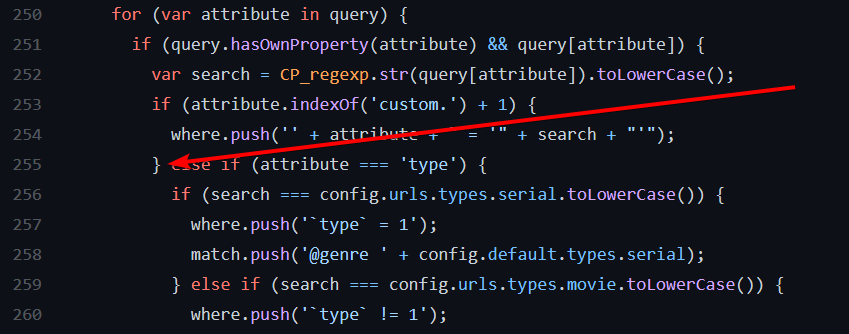 250 for (var attribute in query) {
251 if (query.hasOwnProperty(attribute) && query[attribute]) {
252 var search = CP_regexp.str(query[attribute]).toLowerCase();
253 if (attribute.indexOf('custom.') + 1) {
254 where.push('`' + attribute + "` = '" + search + "'");
255 } else if (attribute === 'type') {
256 if (search === config.urls.types.serial.toLowerCase()) {
257 where.push('`type` = 1');
258 match.push('@genre ' + config.default.types.serial);
259 } else if (search === config.urls.types.movie.toLowerCase()) {
260 where.push('`type` != 1');